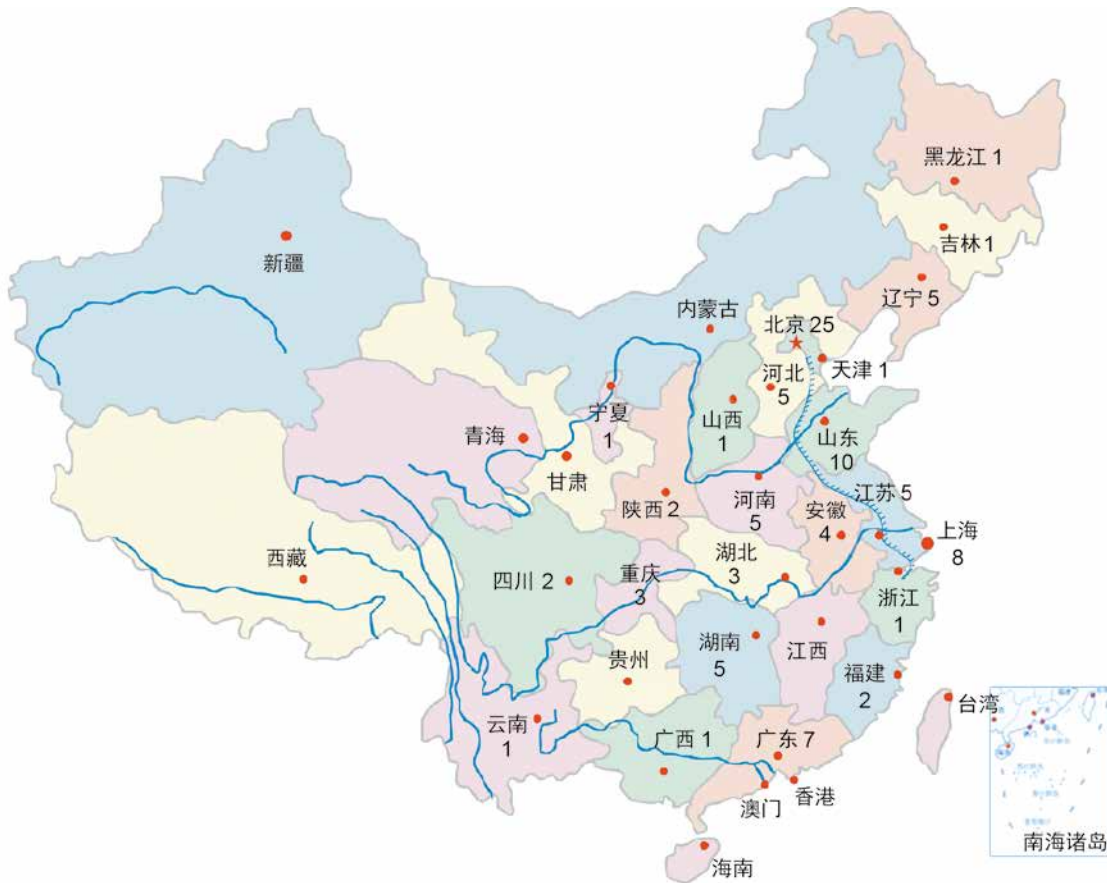 黑龙江 1
吉林 1
新疆
辽宁 5
内蒙古
北京 25
天津 1
河北
5
宁夏
1
山西
1
青海
山东
10
甘肃
陕西 2
河南
5
江苏 5
安徽
4
上海
8
西藏
四川 2
重庆
3
湖北
3
浙江
1
湖南
5
江西
贵州
福建
2
台湾
云南
1
广西 1
广东 7
香港
澳门
海南
南海诸岛